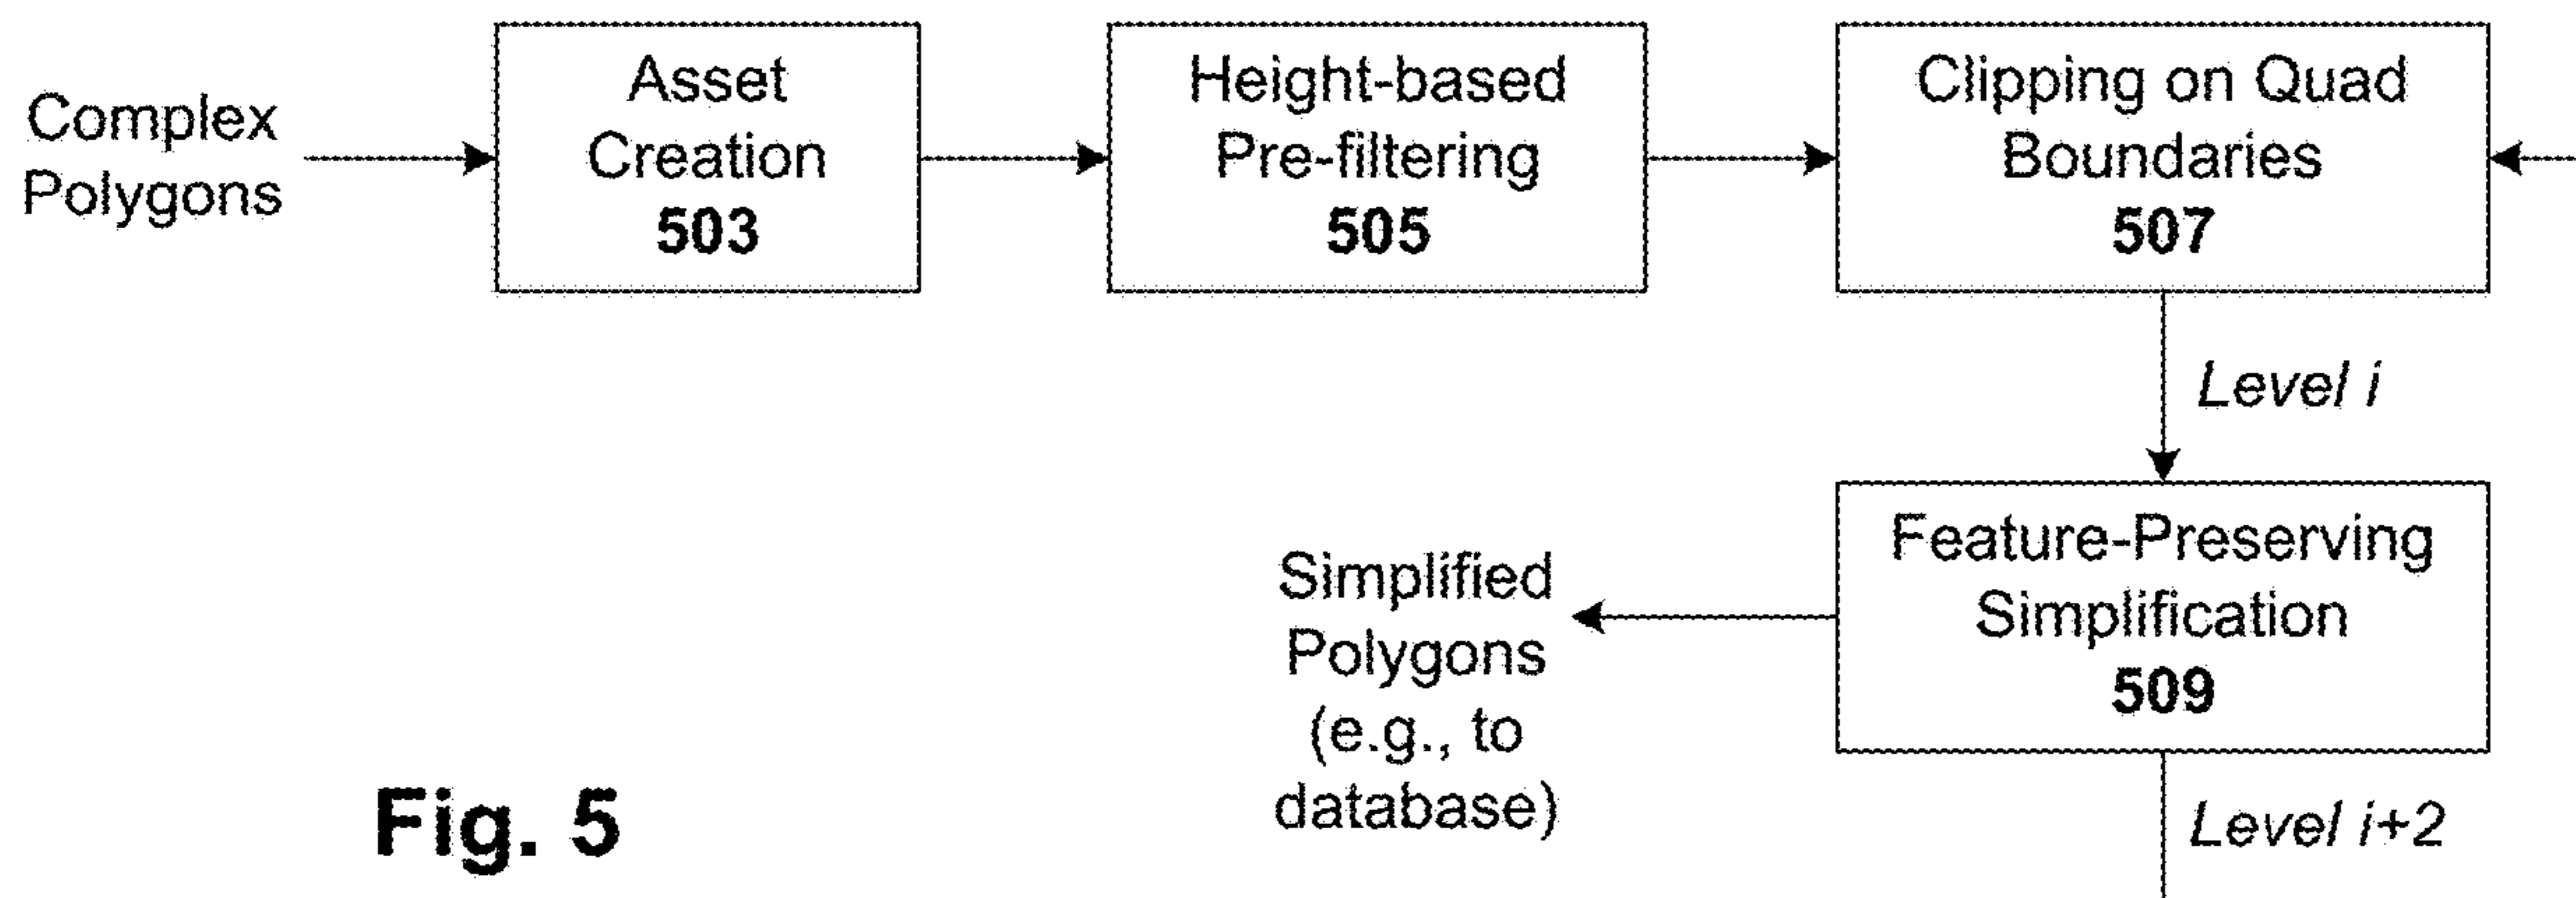 Complex
Polygons
Asset
Creation
503
Height-based
Pre-filtering
505
Clipping on Quad
Boundaries
507
Level i
Feature-Preserving
Simplification
509
Simplified
Polygons
(e.g., to
database)
Level i+2
Fig. 5